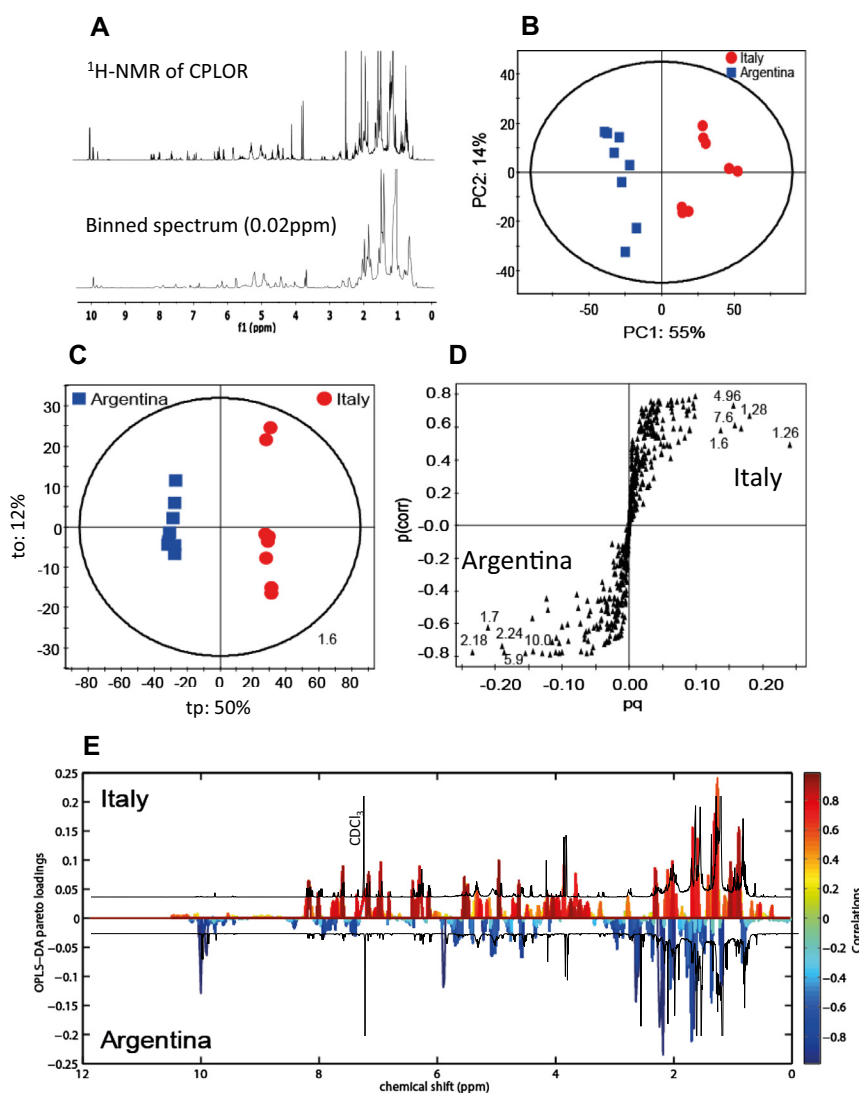 A
¹H-NMR of CPLOR
Binned spectrum (0.02ppm)
10 9 8 7 6 5 4 3 2 1 0
f1 (ppm)
B
Italy
Argentina
40
20
0
-20
-40
PC2: 14%
-50 0 50
PC1: 55%
C
Argentina
Italy
30
20
10
0
-10
-20
-30
to: 12%
1.6
-80 -60 -40 -20 0 20 40 60 80
tp: 50%
D
0.8
0.6
0.4
0.2
-0.0
-0.2
-0.4
-0.6
-0.8
p(corr)
4.96
1.28
7.6
1.6
1.26
Italy
Argentina
1.7
2.18
2.24
10.0
5.9
-0.20 -0.10 0.00 0.10 0.20
pq
E
0.25
0.2
0.15
0.1
0.05
0
−0.05
−0.1
−0.15
−0.2
−0.25
OPLS−DA pareto loadings
Italy
CDCl₃
Argentina
12 10 8 6 4 2 0
chemical shift (ppm)
0.8
0.6
0.4
0.2
0
−0.2
−0.4
−0.6
−0.8
Correlations